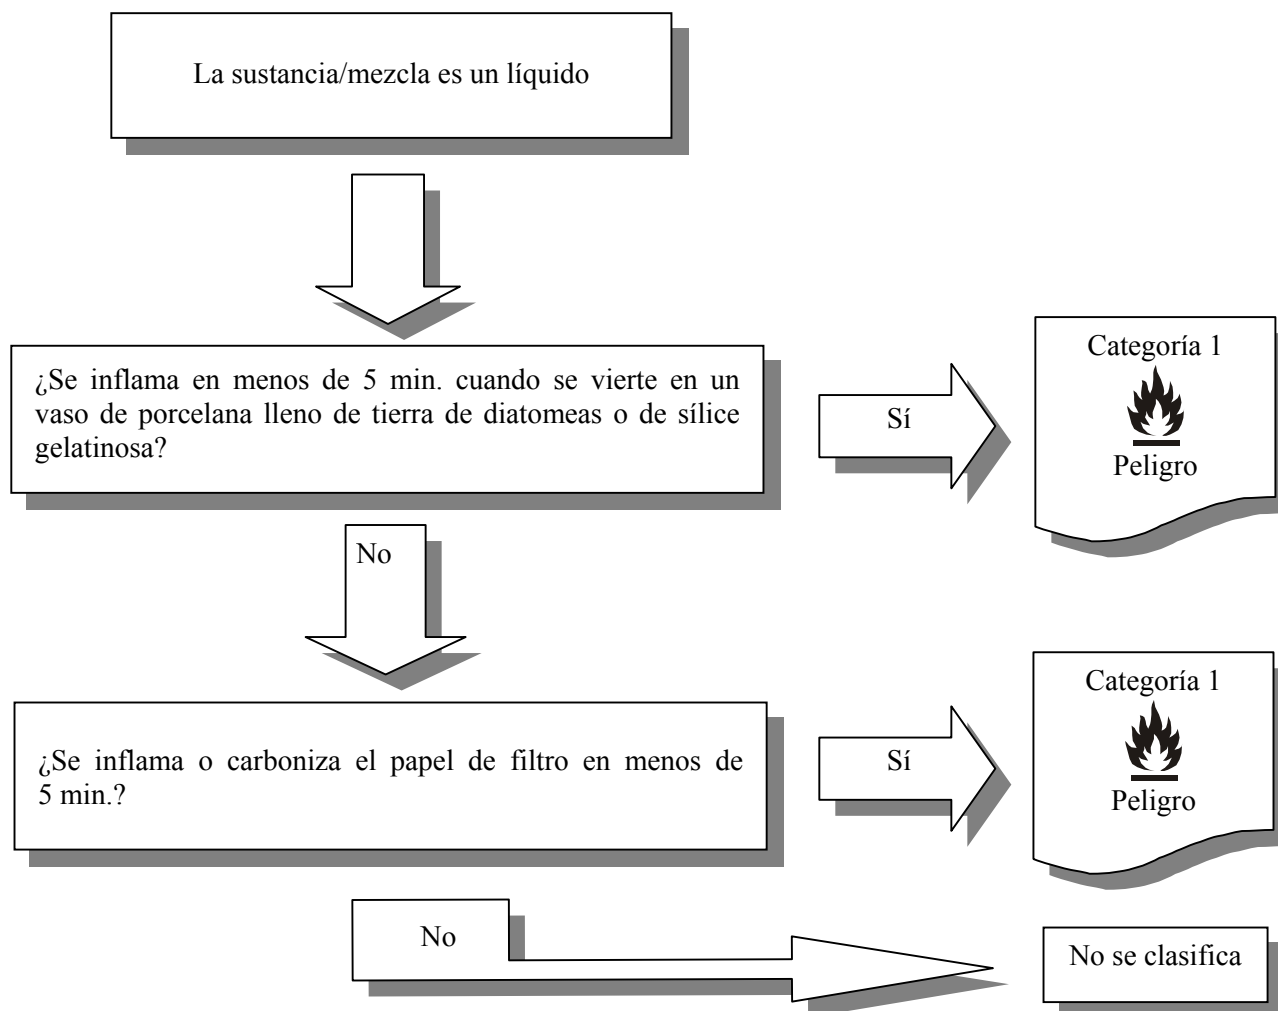 La sustancia/mezcla es un líquido
¿Se inflama en menos de 5 min. cuando se vierte en un
vaso de porcelana lleno de tierra de diatomeas o de sílice
gelatinosa?
Sí
Categoría 1
Peligro
No
¿Se inflama o carboniza el papel de filtro en menos de
5 min.?
Sí
Categoría 1
Peligro
No
No se clasifica